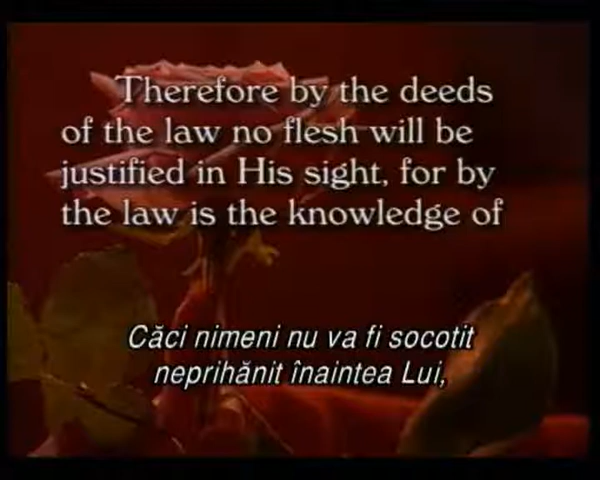 Therefore by the deeds
of the law no flesh will be
justified in His sight, for by
the law is the knowledge of
Căci nimeni nu va fi socotit
neprihănit înaintea Lui,